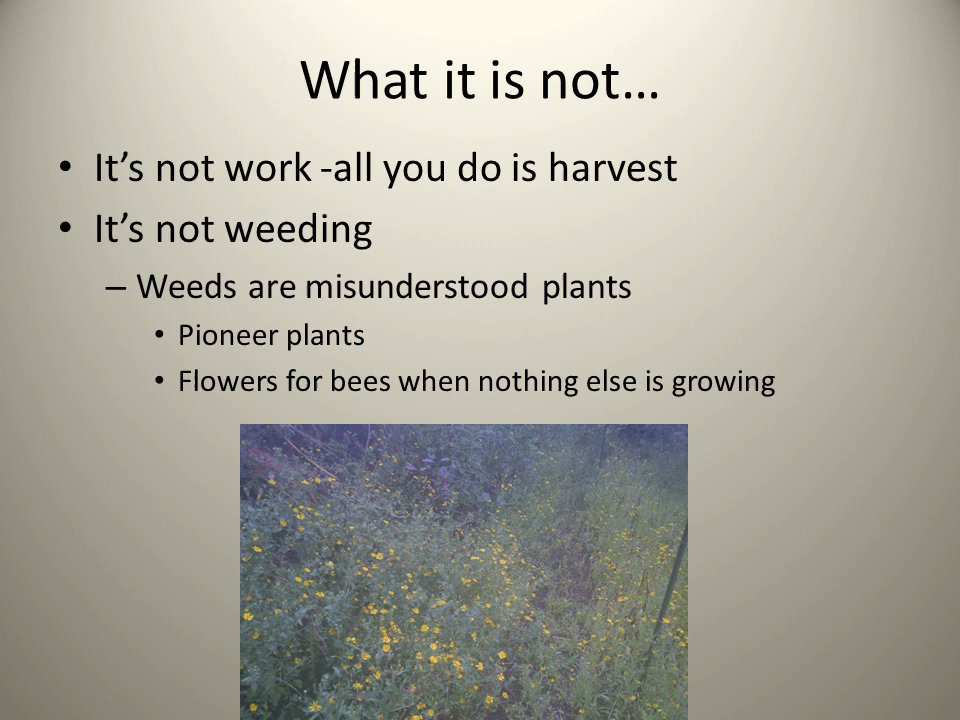 What it is not…
• It’s not work -all you do is harvest
• It’s not weeding
– Weeds are misunderstood plants
• Pioneer plants
• Flowers for bees when nothing else is growing